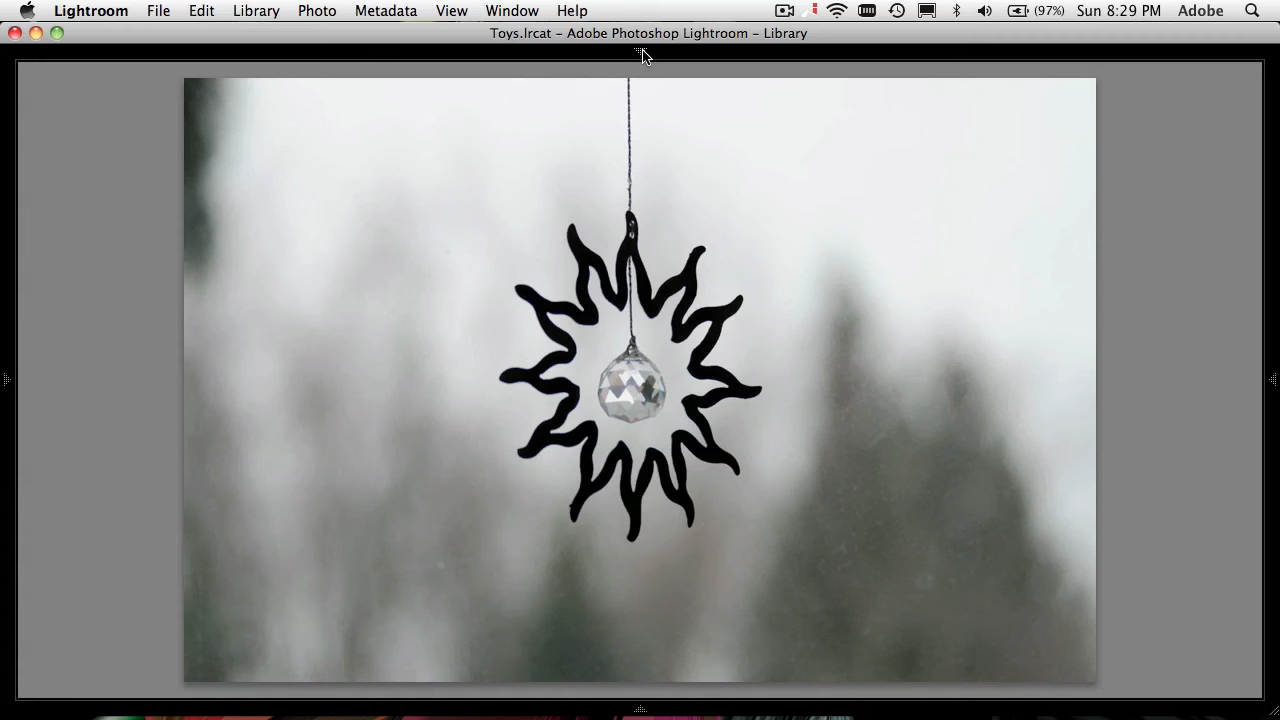 Lightroom File Edit Library Photo Metadata View Window Help (97%) Sun 8:29 PM Adobe
Toys.lrcat - Adobe Photoshop Lightroom - Library